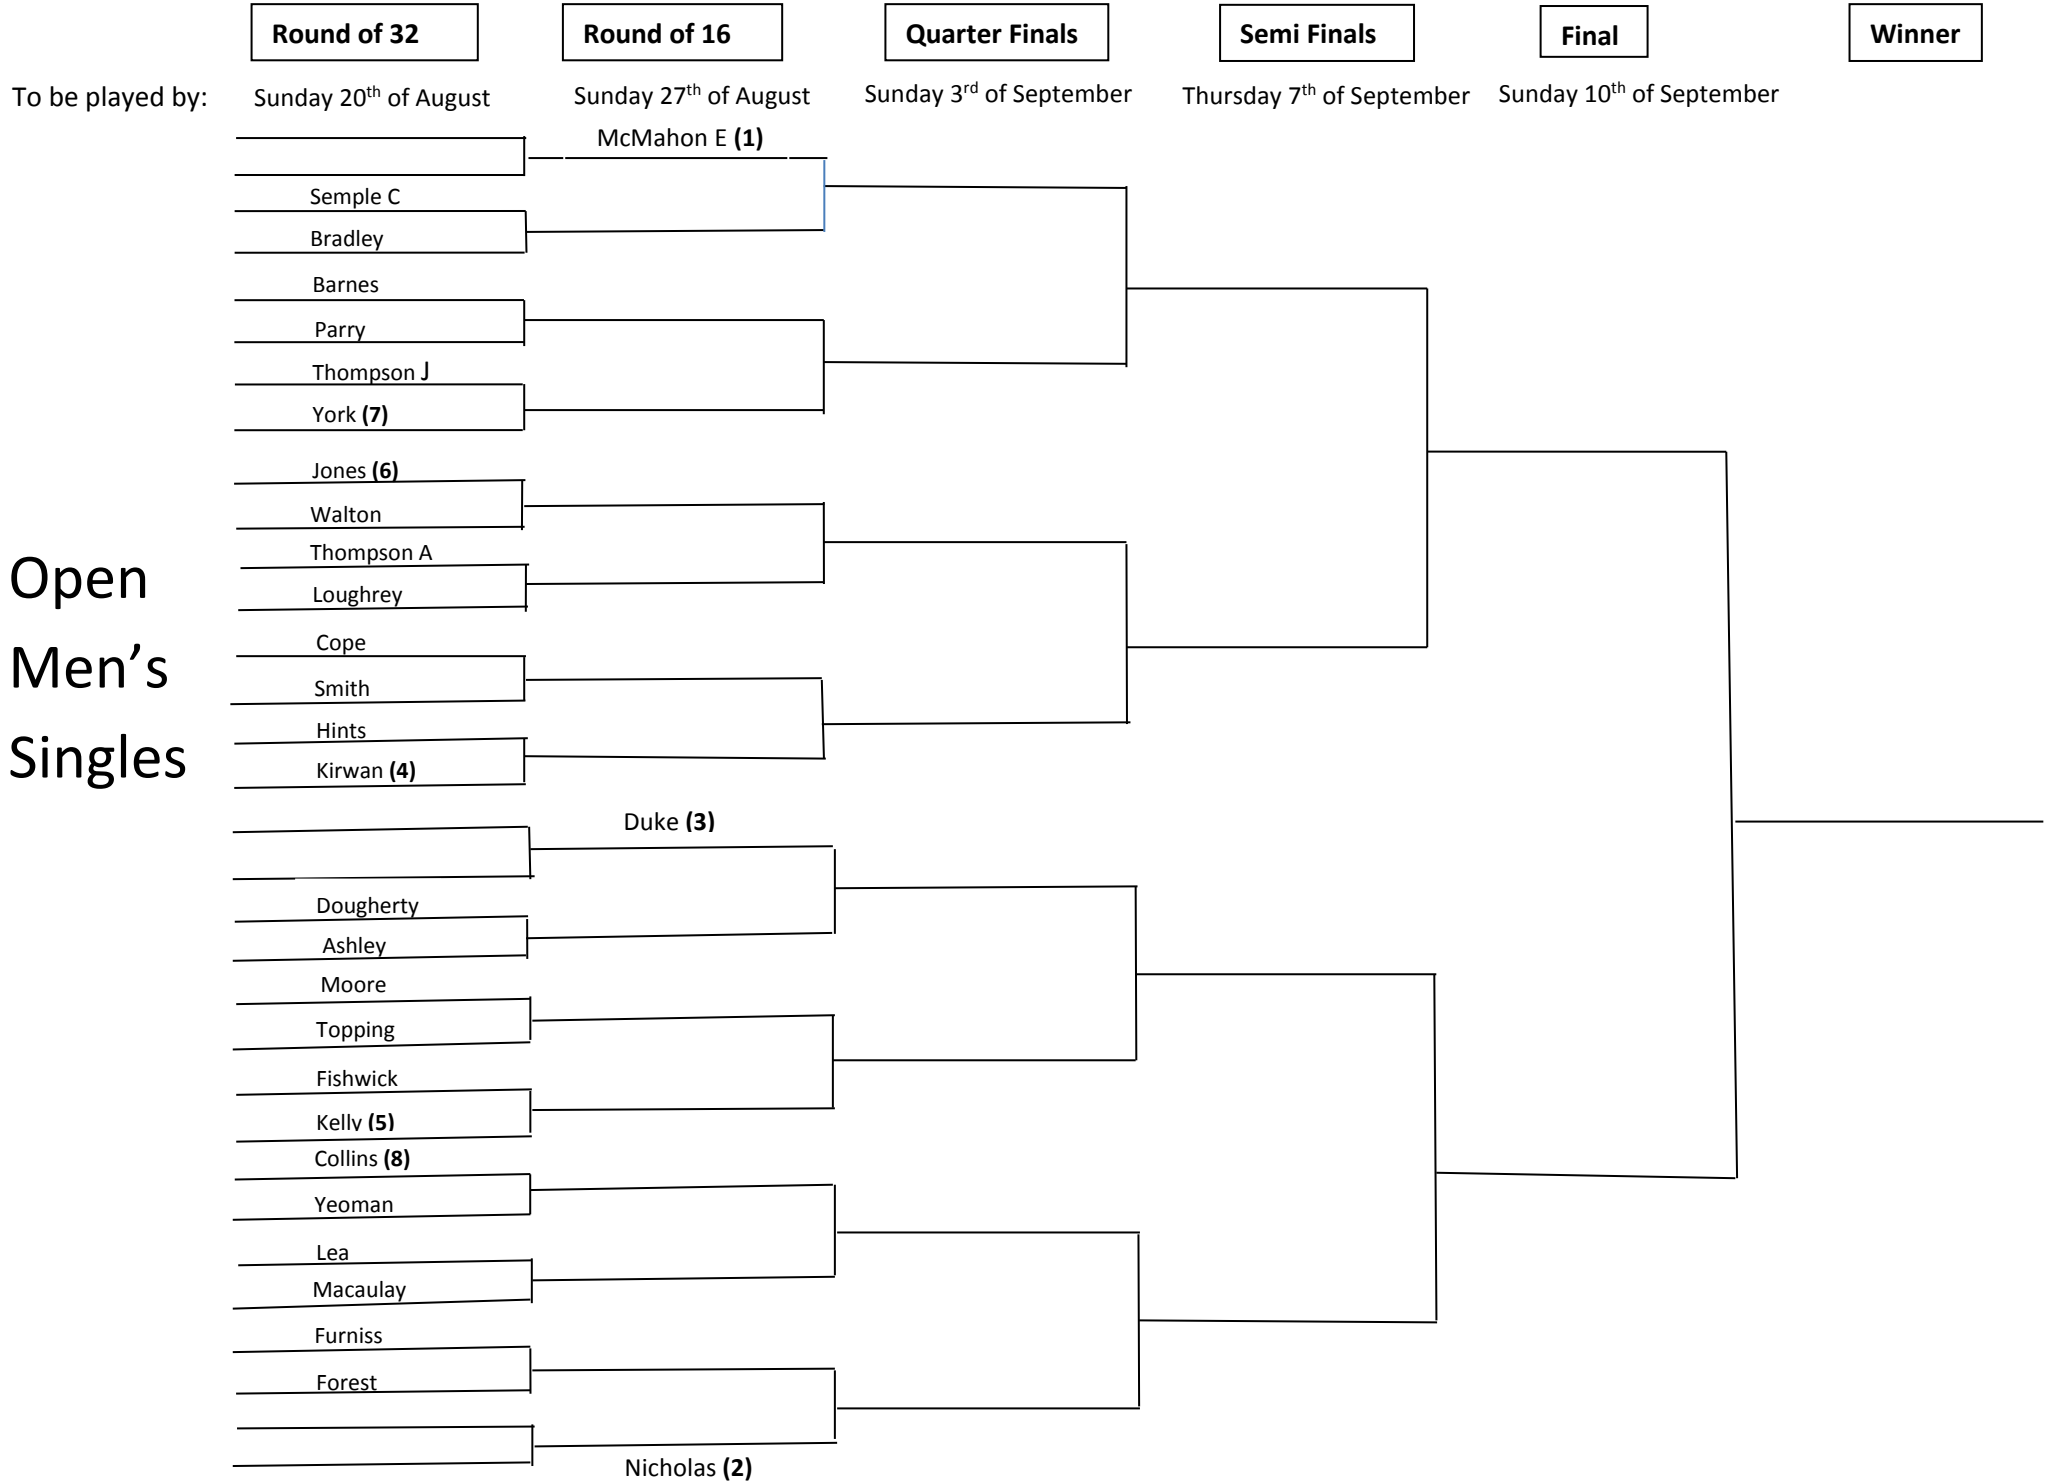 Round of 32 Round of 16 Quarter Finals Semi Finals Final Winner
To be played by: Sunday 20th of August Sunday 27th of August Sunday 3rd of September Thursday 7th of September Sunday 10th of September
McMahon E (1)
Semple C
Bradley
Barnes
Parry
Thompson J
York (7)
Jones (6)
Walton
Thompson A
Loughrey
Cope
Smith
Hints
Kirwan (4)
Open
Men's
Singles
Duke (3)
Dougherty
Ashley
Moore
Topping
Fishwick
Kelly (5)
Collins (8)
Yeoman
Lea
Macaulay
Furniss
Forest
Nicholas (2)